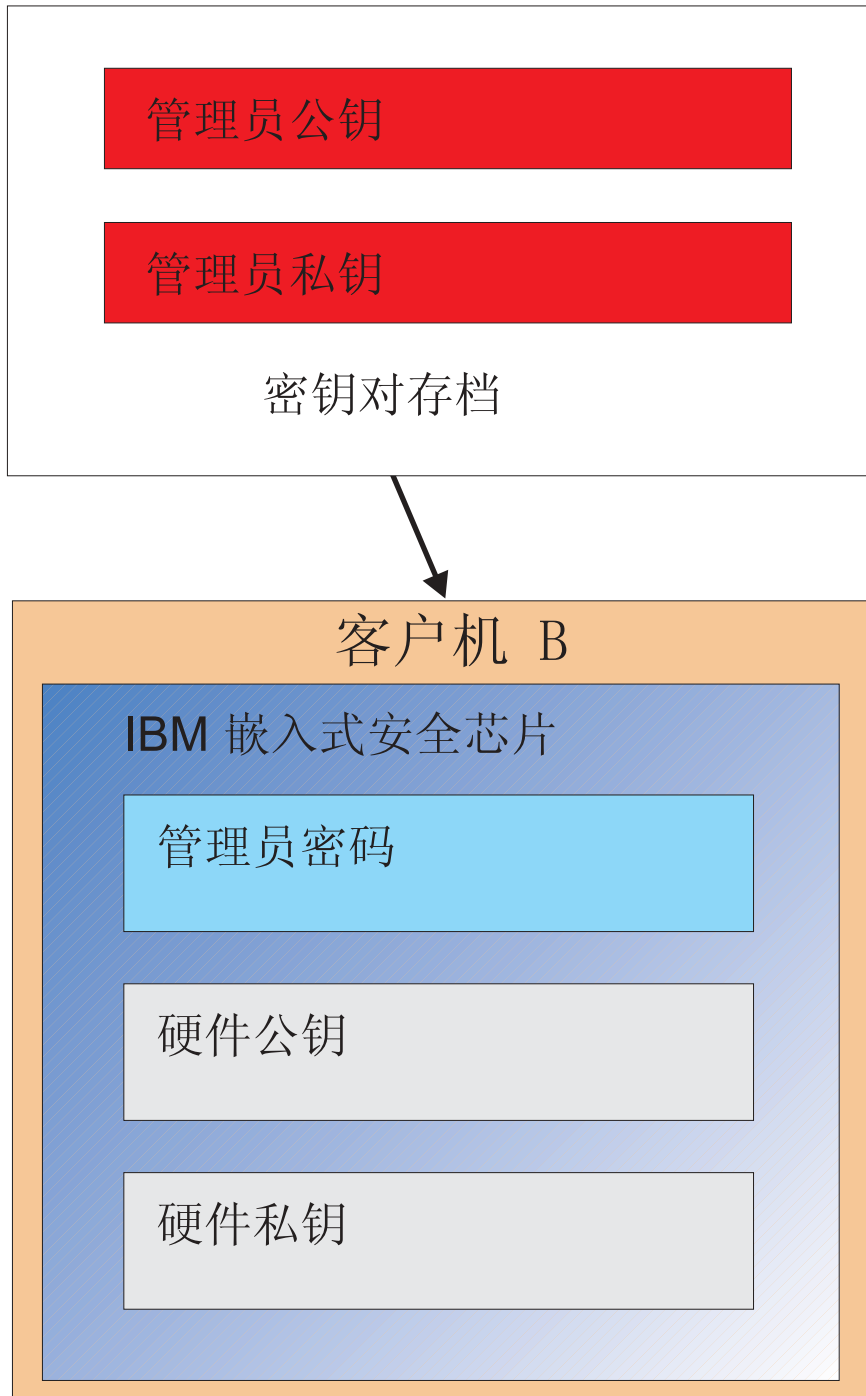 管理员公钥
管理员私钥
密钥对存档
客户机 B
IBM 嵌入式安全芯片
管理员密码
硬件公钥
硬件私钥